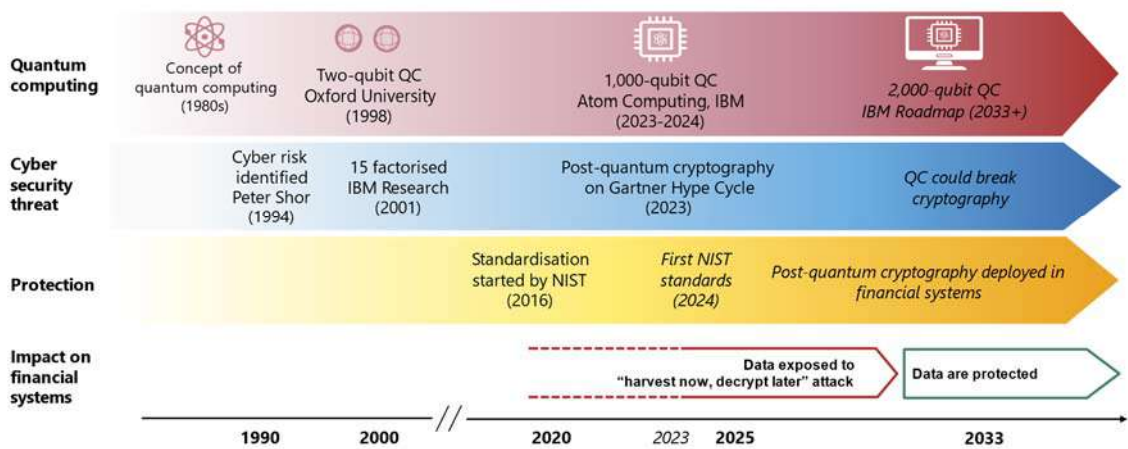 Quantum
computing
Concept of
quantum computing
(1980s)
Two-qubit QC
Oxford University
(1998)
1,000-qubit QC
Atom Computing, IBM
(2023-2024)
2,000-qubit QC
IBM Roadmap (2033+)
Cyber
security
threat
Cyber risk
identified
Peter Shor
(1994)
15 factorised
IBM Research
(2001)
Post-quantum cryptography
on Gartner Hype Cycle
(2023)
QC could break
cryptography
Protection
Standardisation
started by NIST
(2016)
First NIST
standards
(2024)
Post-quantum cryptography deployed in
financial systems
Impact on
financial
systems
Data exposed to
“harvest now, decrypt later” attack
Data are protected
1990
2000
2020
2023
2025
2033